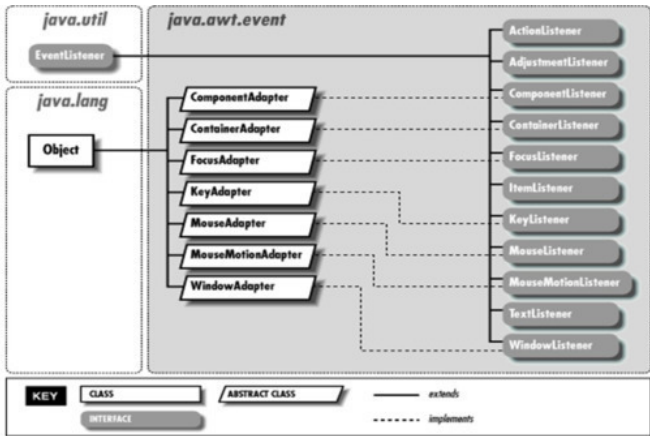 java.util
java.awt.event
EventListener
ActionListener
AdjustmentListener
java.lang
Object
ComponentAdapter
ComponentListener
ContainerAdapter
ContainerListener
FocusAdapter
FocusListener
ItemListener
KeyAdapter
KeyListener
MouseAdapter
MouseListener
MouseMotionAdapter
MouseMotionListener
WindowAdapter
TextListener
WindowListener
KEY
CLASS
ABSTRACT CLASS
extends
INTERFACE
implements